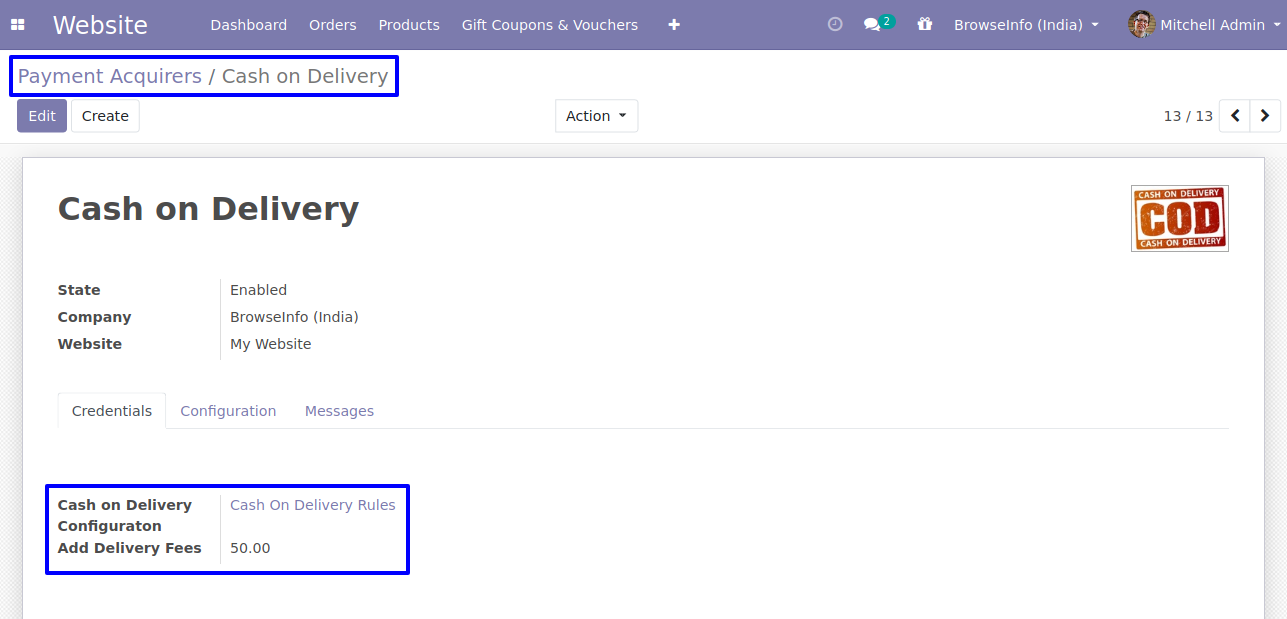 Website Dashboard Orders Products Gift Coupons & Vouchers 2 BrowseInfo (India) Mitchell Admin
Payment Acquirers / Cash on Delivery
Edit Create Action 13 / 13
Cash on Delivery
CASH ON DELIVERY
COD
CASH ON DELIVERY
State Enabled
Company BrowseInfo (India)
Website My Website
Credentials Configuration Messages
Cash on Delivery Cash On Delivery Rules
Configuraton
Add Delivery Fees 50.00